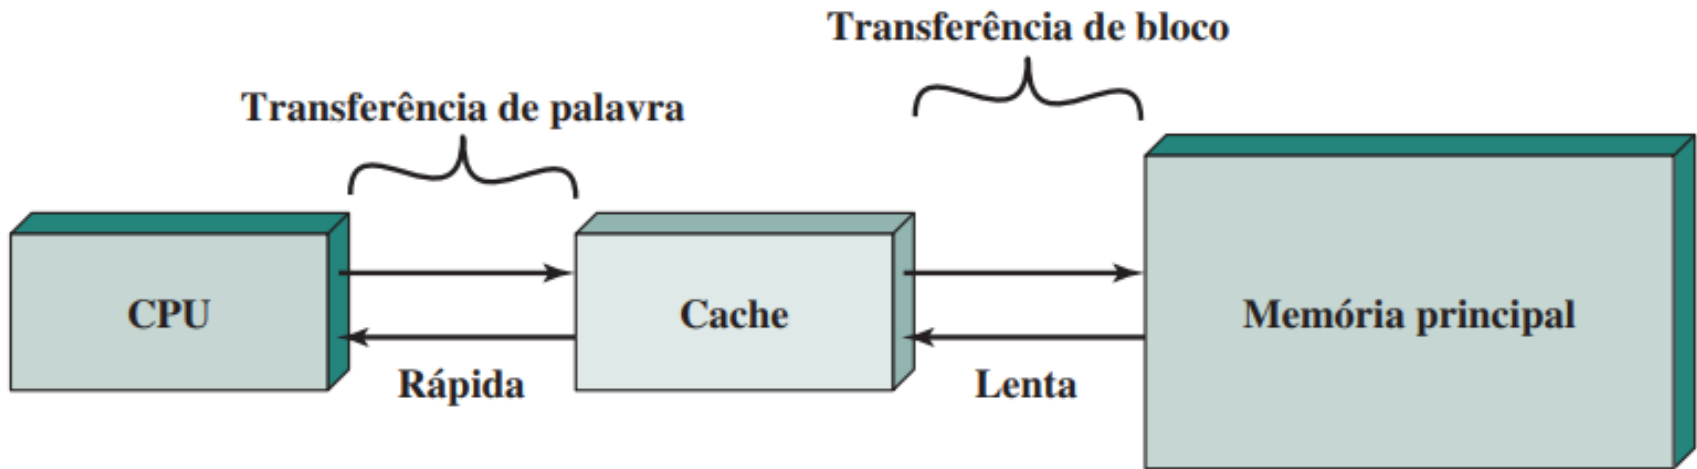 Transferência de bloco
Transferência de palavra
CPU
Cache
Memória principal
Rápida
Lenta